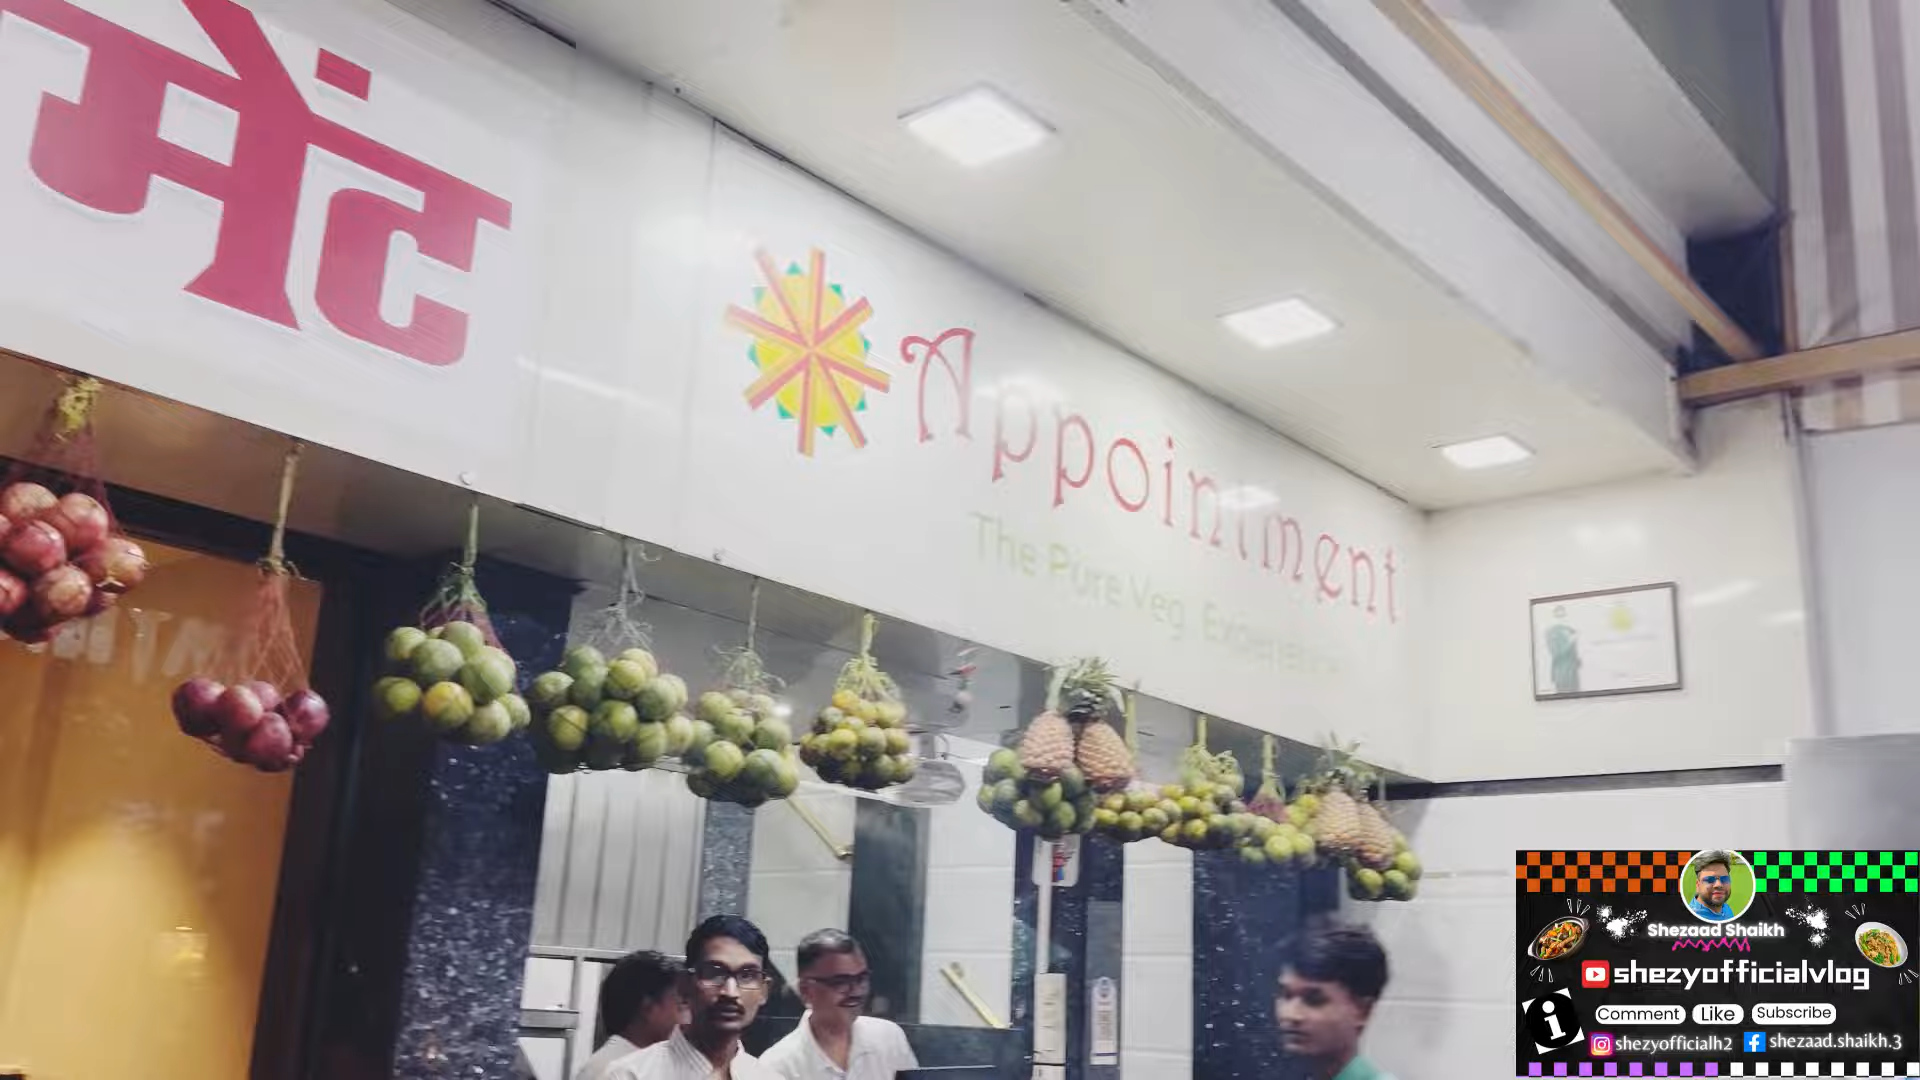 मेंट
Appointment
The Pure Veg. Experience
Shezaad Shaikh
shezyofficialvlog
Comment Like Subscribe
shezyofficialh2 shezaad.shaikh.3